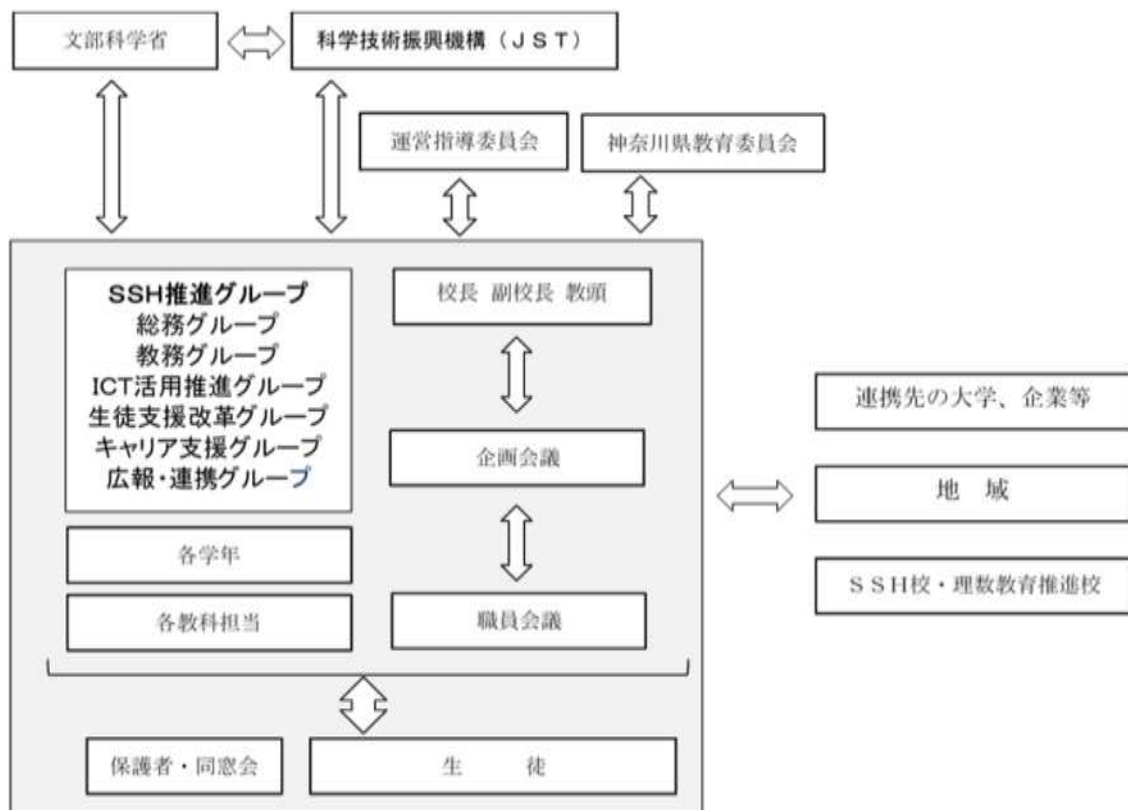 文部科学省
科学技術振興機構（ＪＳＴ）
運営指導委員会
神奈川県教育委員会
SSH推進グループ
総務グループ
教務グループ
ICT活用推進グループ
生徒支援改革グループ
キャリア支援グループ
広報・連携グループ
校長 副校長 教頭
企画会議
職員会議
各学年
各教科担当
連携先の大学、企業等
地　域
ＳＳＨ校・理数教育推進校
保護者・同窓会
生　　徒